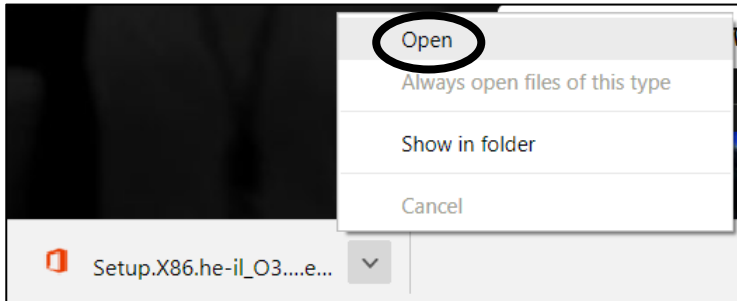 Open
Always open files of this type
Show in folder
Cancel
Setup.X86.he-il_O3....e...